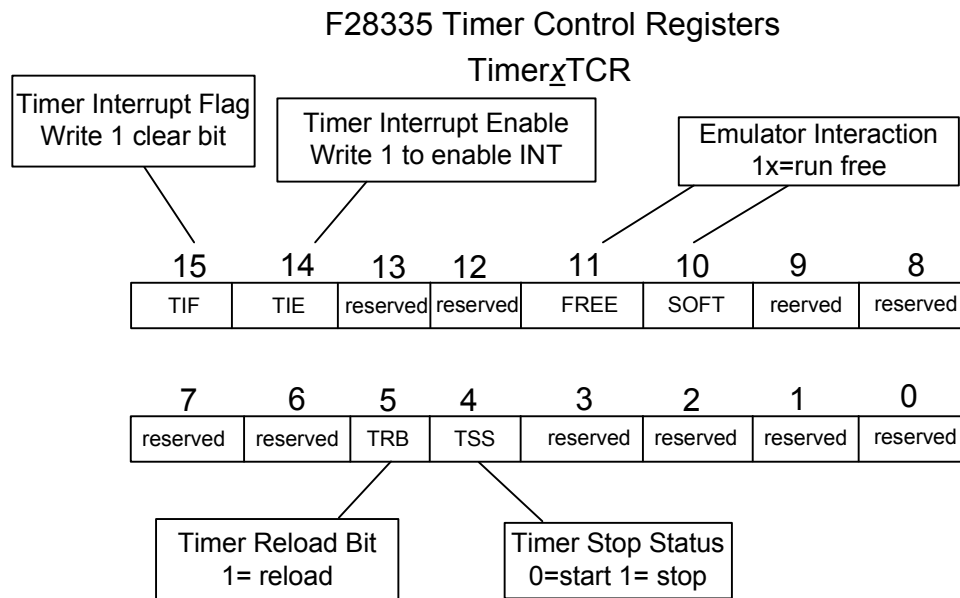 F28335 Timer Control Registers
TimerxTCR
Timer Interrupt Flag
Write 1 clear bit
Timer Interrupt Enable
Write 1 to enable INT
Emulator Interaction
1x=run free
15 14 13 12 11 10 9 8
TIF TIE reserved reserved FREE SOFT reerved reserved
7 6 5 4 3 2 1 0
reserved reserved TRB TSS reserved reserved reserved reserved
Timer Reload Bit
1= reload
Timer Stop Status
0=start 1= stop